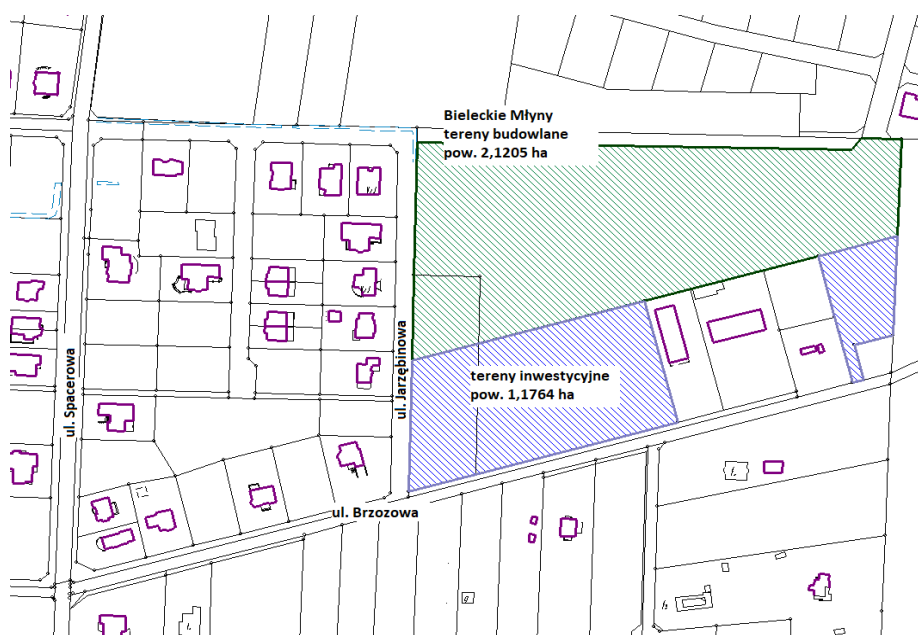 Bieleckie Młyny
tereny budowlane
pow. 2,1205 ha
ul. Spacerowa
ul. Jarzębinowa
tereny inwestycyjne
pow. 1,1764 ha
ul. Brzozowa